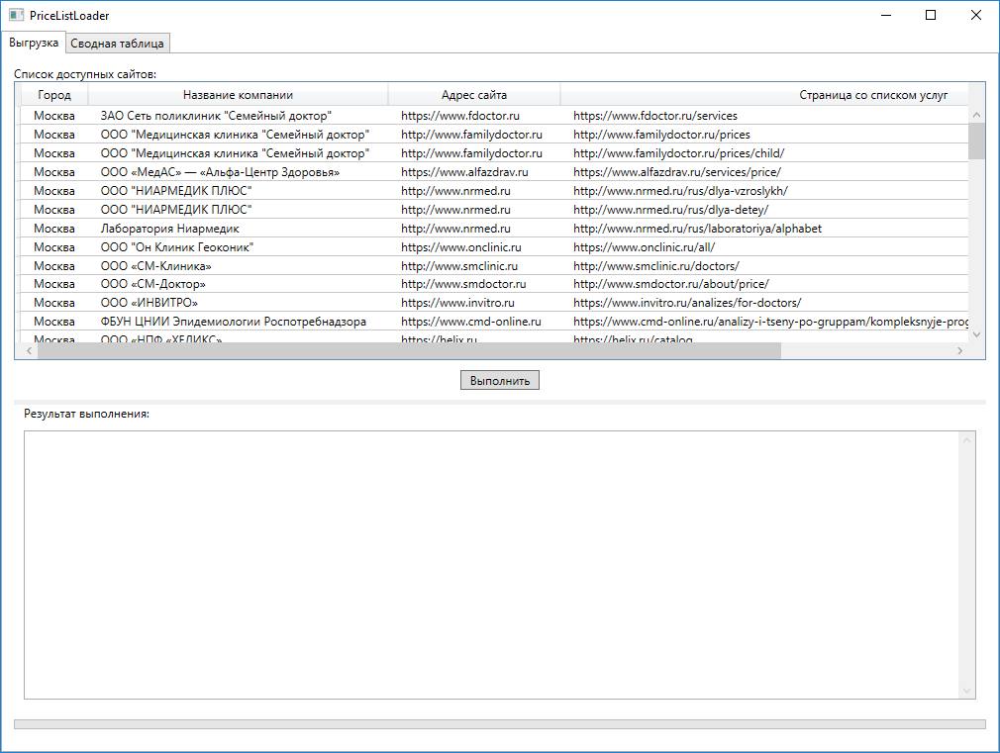 PriceListLoader
Выгрузка Сводная таблица
Список доступных сайтов:
Город Название компании Адрес сайта Страница со списком услуг
Москва ЗАО Сеть поликлиник "Семейный доктор" https://www.fdoctor.ru https://www.fdoctor.ru/services
Москва ООО "Медицинская клиника "Семейный доктор" http://www.familydoctor.ru http://www.familydoctor.ru/prices
Москва ООО "Медицинская клиника "Семейный доктор" http://www.familydoctor.ru http://www.familydoctor.ru/prices/child/
Москва ООО «МедАС» — «Альфа-Центр Здоровья» https://www.alfazdrav.ru https://www.alfazdrav.ru/services/price/
Москва ООО "НИАРМЕДИК ПЛЮС" http://www.nrmed.ru http://www.nrmed.ru/rus/dlya-vzroslykh/
Москва ООО "НИАРМЕДИК ПЛЮС" http://www.nrmed.ru http://www.nrmed.ru/rus/dlya-detey/
Москва Лаборатория Ниармедик http://www.nrmed.ru http://www.nrmed.ru/rus/laboratoriya/alphabet
Москва ООО "Он Клиник Геоконик" https://www.onclinic.ru https://www.onclinic.ru/all/
Москва ООО «СМ-Клиника» http://www.smclinic.ru http://www.smclinic.ru/doctors/
Москва ООО «СМ-Доктор» http://www.smdoctor.ru http://www.smdoctor.ru/about/price/
Москва ООО «ИНВИТРО» https://www.invitro.ru https://www.invitro.ru/analizes/for-doctors/
Москва ФБУН ЦНИИ Эпидемиологии Роспотребнадзора https://www.cmd-online.ru https://www.cmd-online.ru/analizy-i-tseny-po-gruppam/kompleksnyje-prog
Москва ООО «НПФ «ХЕЛИКС» https://helix.ru https://helix.ru/catalog
Выполнить
Результат выполнения: